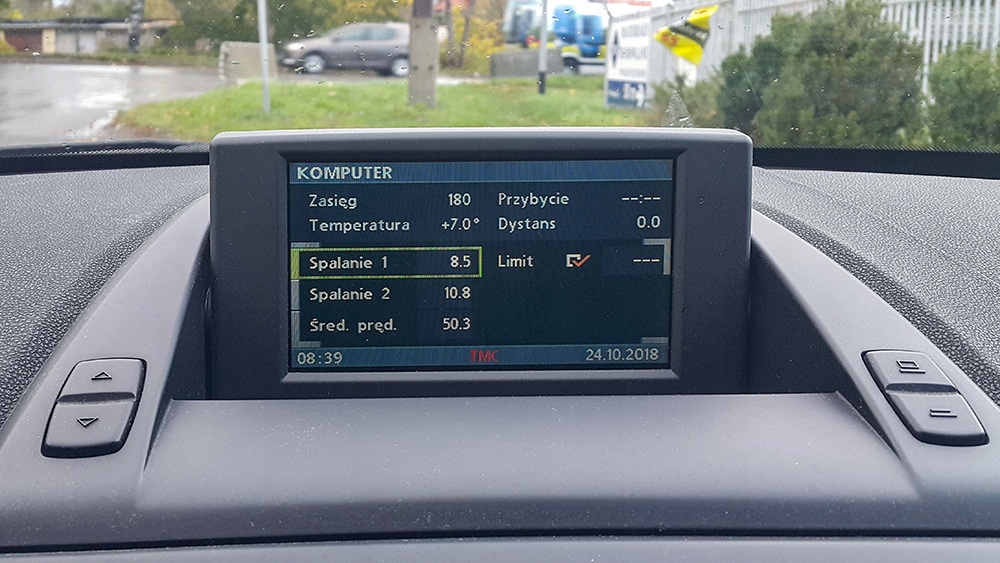 KOMPUTER
Zasięg 180 Przybycie --:--
Temperatura +7.0° Dystans 0.0
Spalanie 1 8.5 Limit ---
Spalanie 2 10.8
Śred. pręd. 50.3
08:39 TMC 24.10.2018